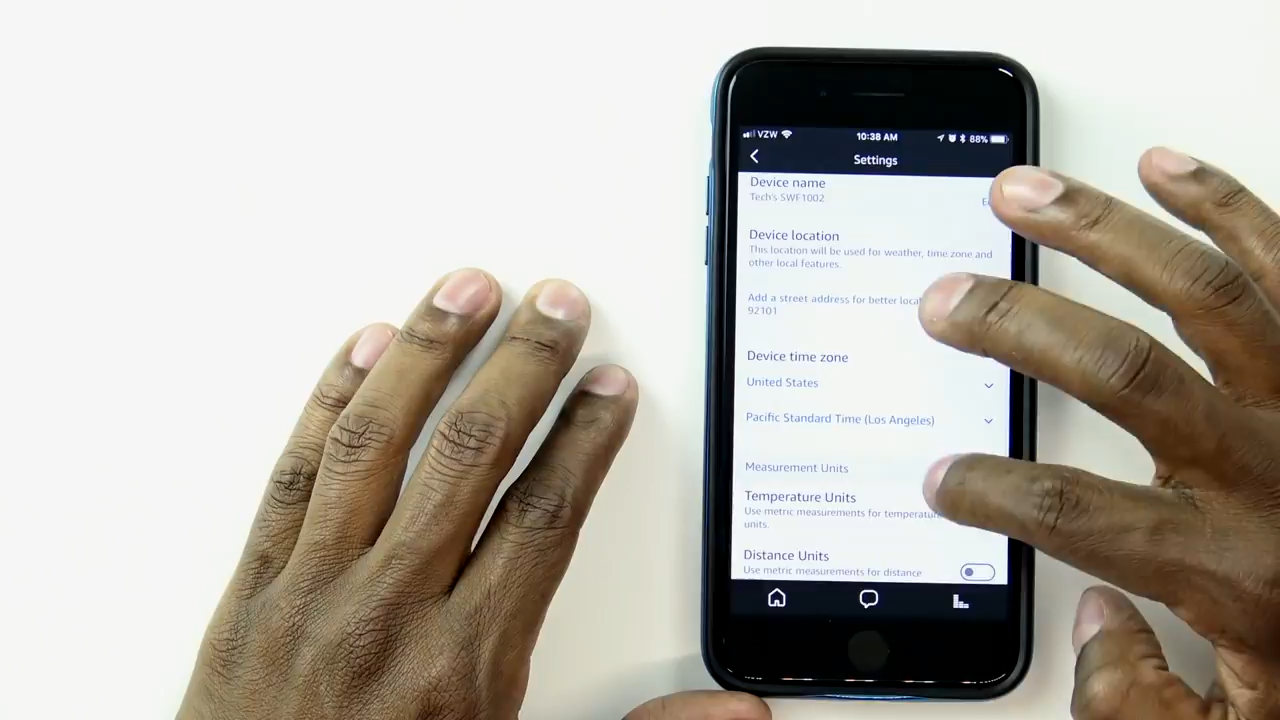 VZW 10:38 AM 88%
Settings
Device name
Tech's SWF1002
Device location
This location will be used for weather, time zone and
other local features.
Add a street address for better
92101
Device time zone
United States
Pacific Standard Time (Los Angeles)
Measurement Units
Temperature Units
Use metric measurements for temperature
units.
Distance Units
Use metric measurements for distance